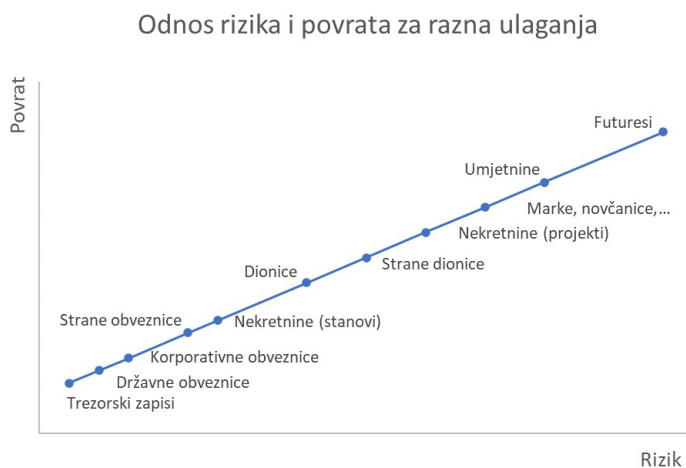 Odnos rizika i povrata za razna ulaganja
Povrat
Futuresi
Umjetnine
Marke, novčanice,...
Nekretnine (projekti)
Strane dionice
Dionice
Strane obveznice
Nekretnine (stanovi)
Korporativne obveznice
Državne obveznice
Trezorski zapisi
Rizik